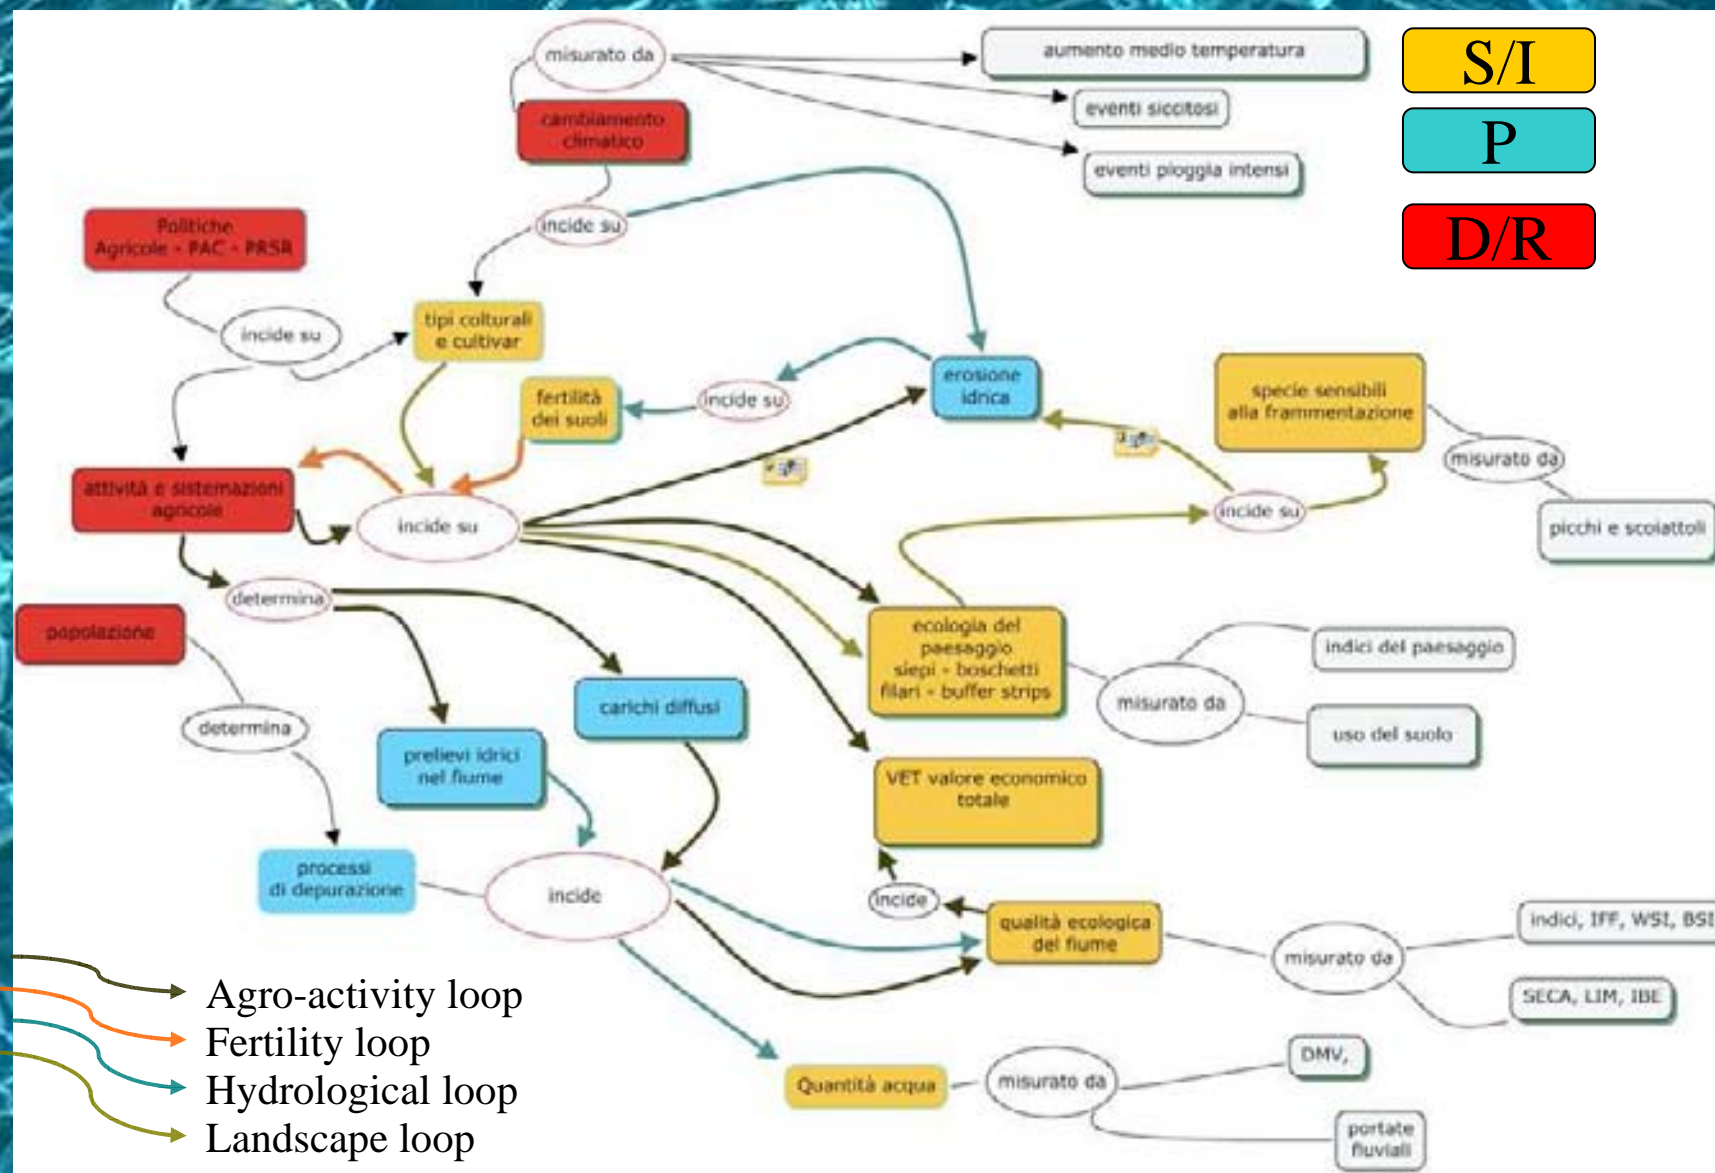 misurato da
aumento medio temperatura
eventi siccitosi
eventi pioggia intensi
S/I
P
D/R
cambiamento
climatico
incide su
Politiche
Agricole - PAC - PRSR
incide su
tipi colturali
e cultivar
fertilità
dei suoli
incide su
erosione
idrica
specie sensibili
alla frammentazione
misurato da
picchi e scoiattoli
incide su
attività e sistemazioni
agricole
incide su
determina
popolazione
determina
ecologia del
paesaggio
siepi - boschetti
filari - buffer strips
indici del paesaggio
misurato da
uso del suolo
carichi diffusi
prelievi idrici
nel fiume
VET valore economico
totale
processi
di depurazione
incide
incide
qualità ecologica
del fiume
misurato da
indici, IFF, WSI, BSI
SECA, LIM, IBE
Quantità acqua
misurato da
DMV,
portate
fluviali
Agro-activity loop
Fertility loop
Hydrological loop
Landscape loop